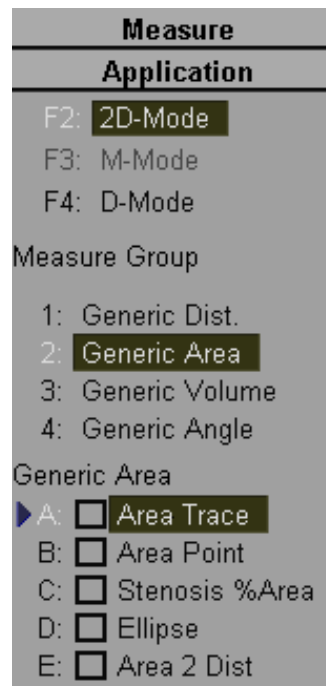 Measure
Application
F2: 2D-Mode
F3: M-Mode
F4: D-Mode
Measure Group
1: Generic Dist.
2: Generic Area
3: Generic Volume
4: Generic Angle
Generic Area
A: Area Trace
B: Area Point
C: Stenosis %Area
D: Ellipse
E: Area 2 Dist